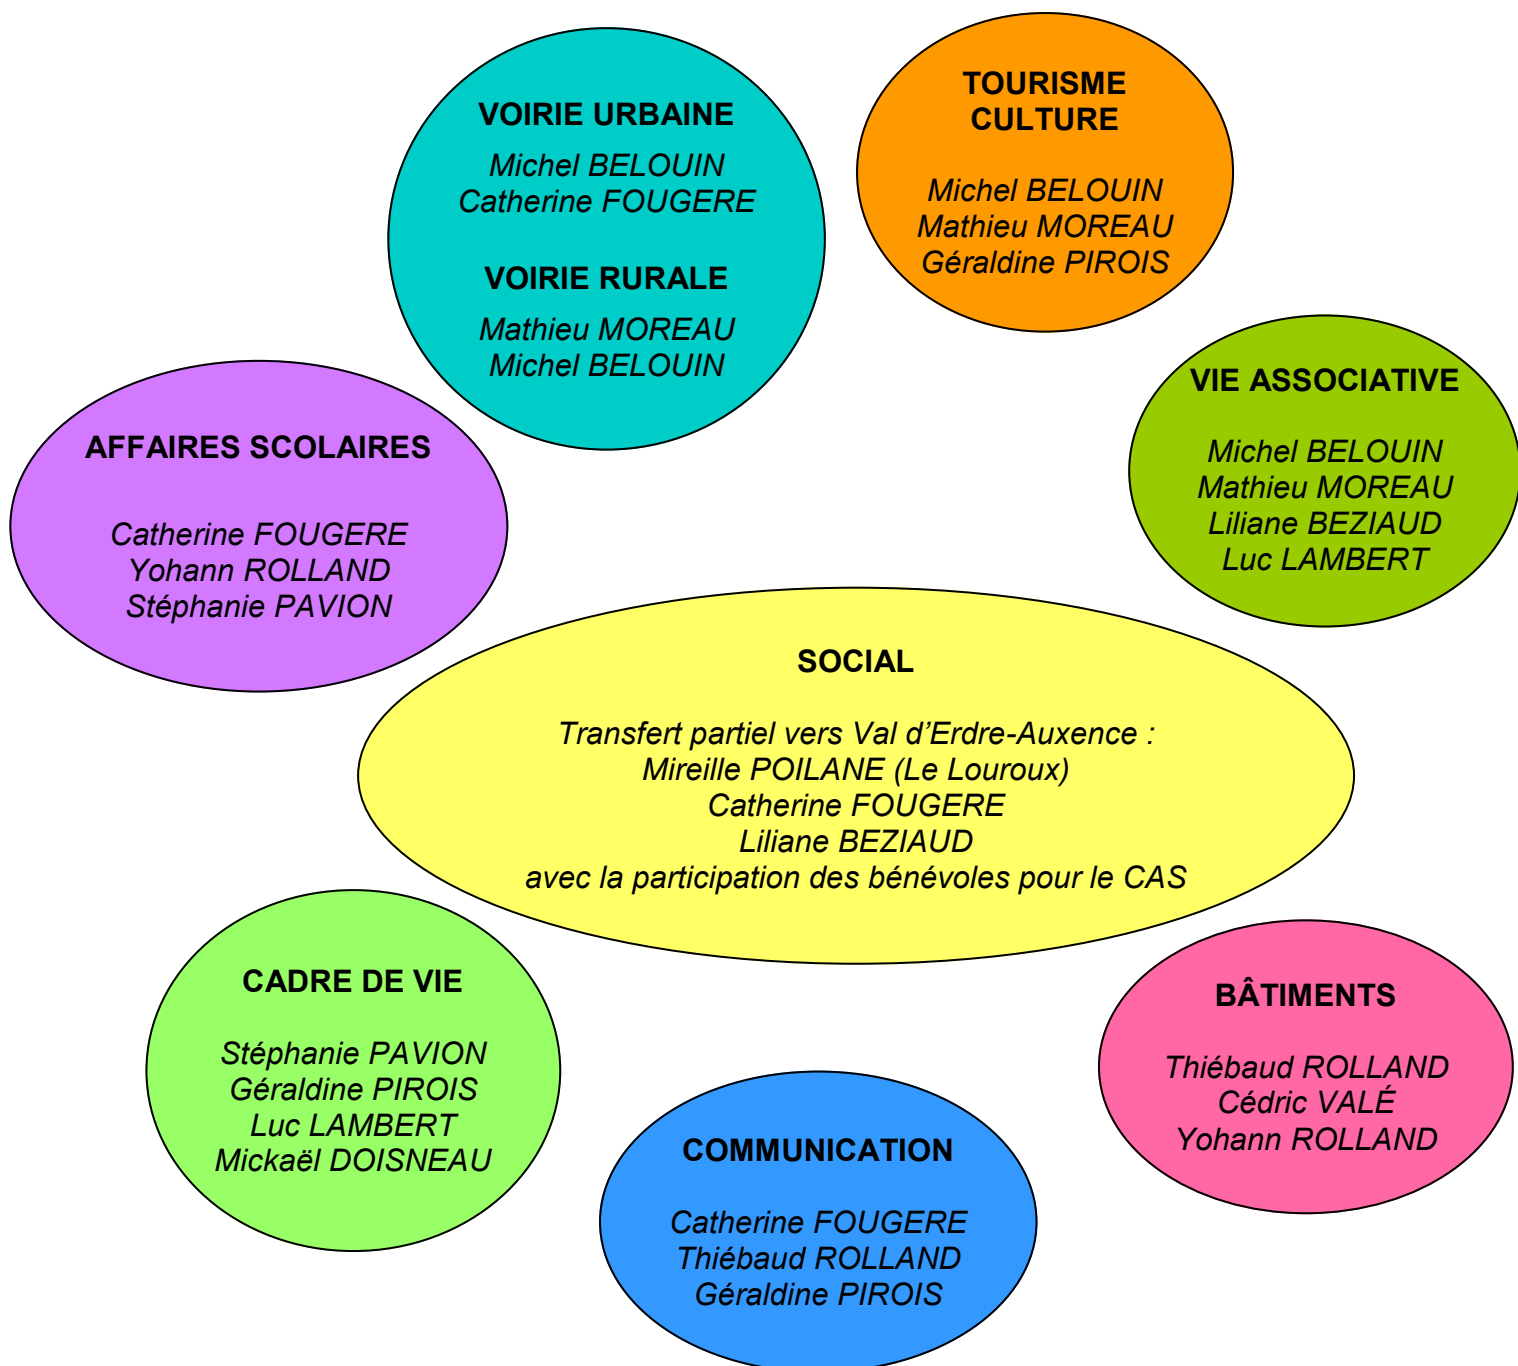 VOIRIE URBAINE
Michel BELOUIN
Catherine FOUGERE
VOIRIE RURALE
Mathieu MOREAU
Michel BELOUIN
TOURISME
CULTURE
Michel BELOUIN
Mathieu MOREAU
Géraldine PIROIS
VIE ASSOCIATIVE
Michel BELOUIN
Mathieu MOREAU
Liliane BEZIAUD
Luc LAMBERT
AFFAIRES SCOLAIRES
Catherine FOUGERE
Yohann ROLLAND
Stéphanie PAVION
SOCIAL
Transfert partiel vers Val d’Erdre-Auxence :
Mireille POILANE (Le Louroux)
Catherine FOUGERE
Liliane BEZIAUD
avec la participation des bénévoles pour le CAS
CADRE DE VIE
Stéphanie PAVION
Géraldine PIROIS
Luc LAMBERT
Mickaël DOISNEAU
BÂTIMENTS
Thiébaud ROLLAND
Cédric VALÉ
Yohann ROLLAND
COMMUNICATION
Catherine FOUGERE
Thiébaud ROLLAND
Géraldine PIROIS